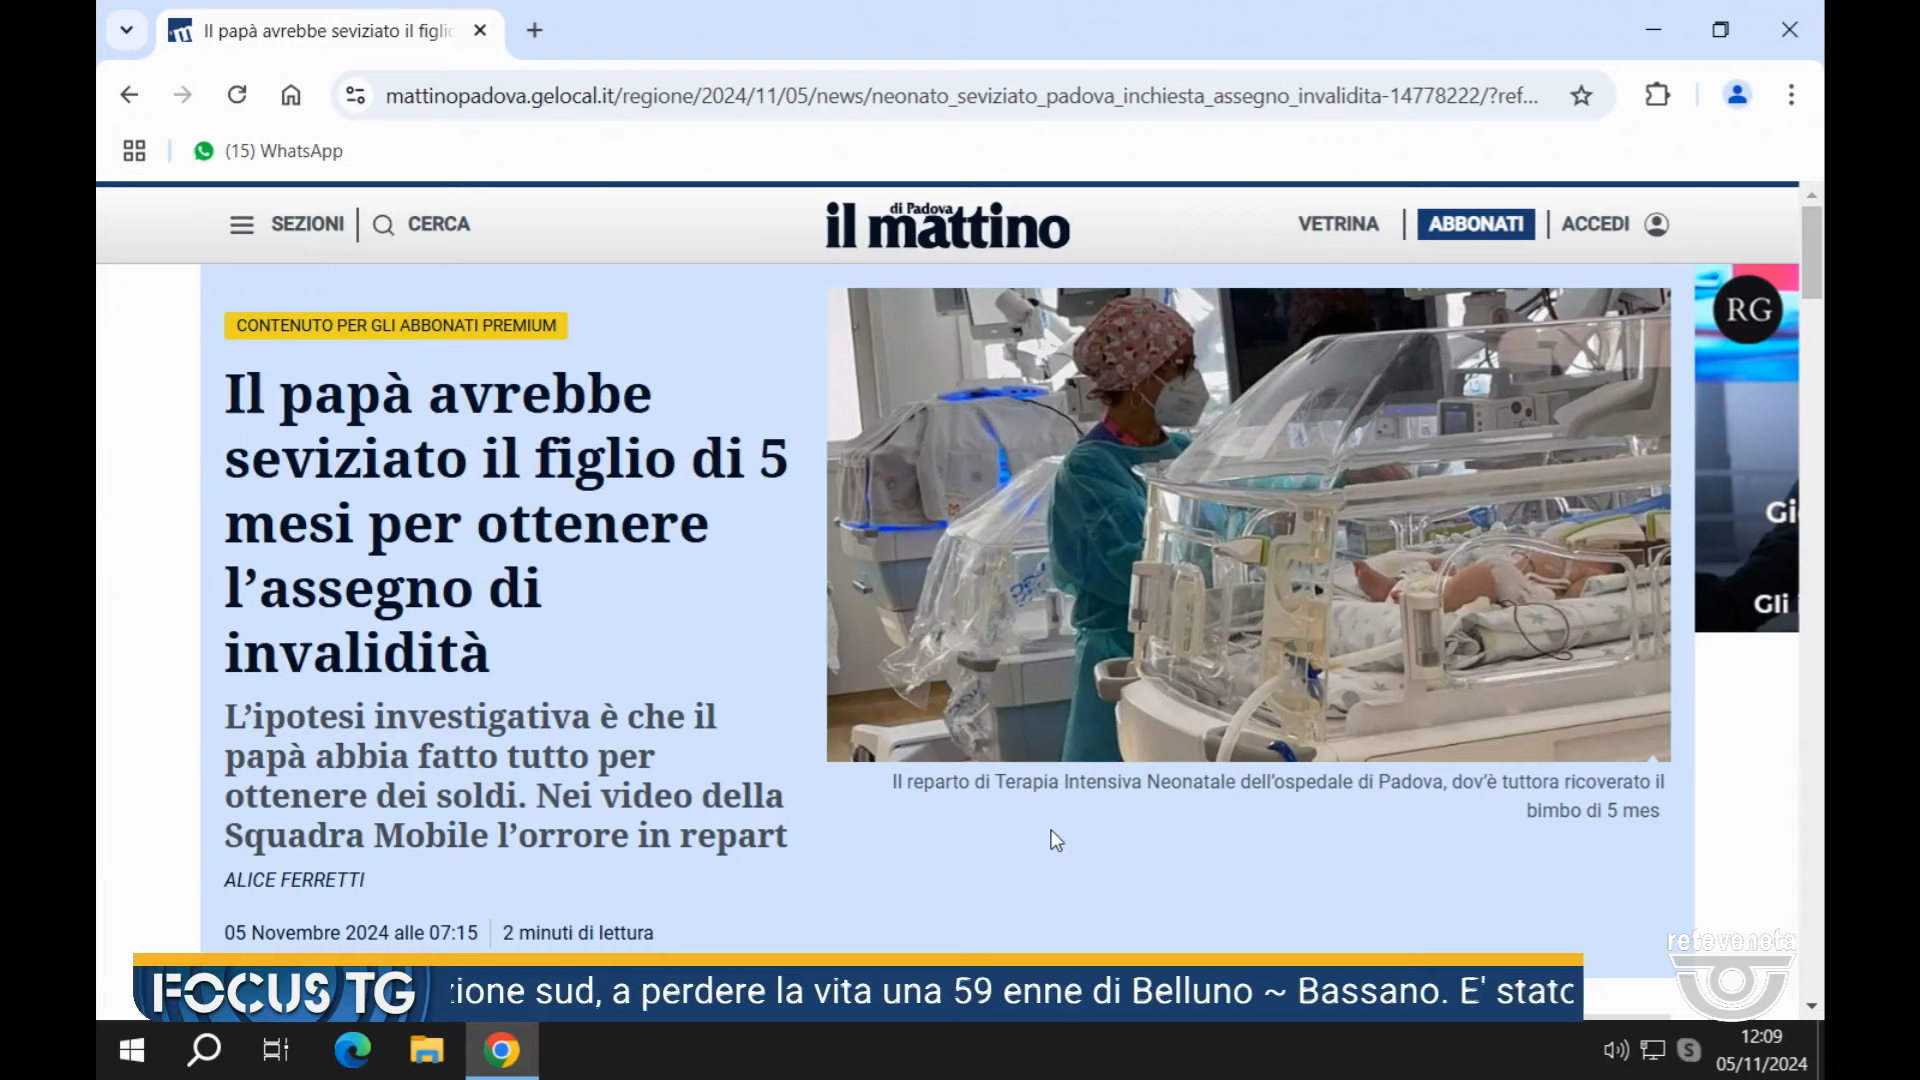 Il papà avrebbe seviziato il figli
mattinopadova.gelocal.it/regione/2024/11/05/news/neonato_seviziato_padova_inchiesta_assegno_invalidita-14778222/?ref...
(15) WhatsApp
SEZIONI
CERCA
il mattino
di Padova
VETRINA
ABBONATI
ACCEDI
RG
CONTENUTO PER GLI ABBONATI PREMIUM
Il papà avrebbe
seviziato il figlio di 5
mesi per ottenere
l’assegno di
invalidità
L’ipotesi investigativa è che il
papà abbia fatto tutto per
ottenere dei soldi. Nei video della
Squadra Mobile l’orrore in repart
ALICE FERRETTI
05 Novembre 2024 alle 07:15
2 minuti di lettura
Il reparto di Terapia Intensiva Neonatale dell’ospedale di Padova, dov’è tuttora ricoverato il
bimbo di 5 mes
Gi
Gli
reteveneta
FOCUS TG
zione sud, a perdere la vita una 59 enne di Belluno ~ Bassano. E' stato
12:09
05/11/2024